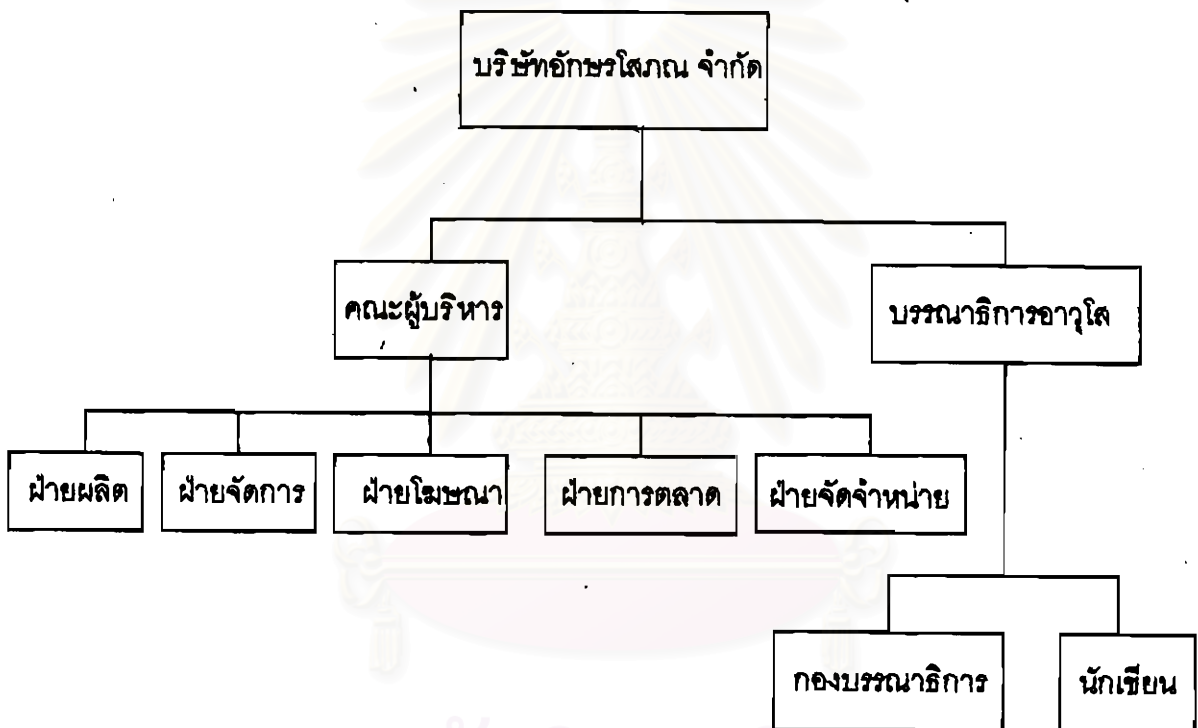 บริษัทอักษรโสภณ จำกัด
คณะผู้บริหาร
บรรณาธิการอาวุโส
ฝ่ายผลิต
ฝ่ายจัดการ
ฝ่ายโฆษณา
ฝ่ายการตลาด
ฝ่ายจัดจำหน่าย
กองบรรณาธิการ
นักเขียน